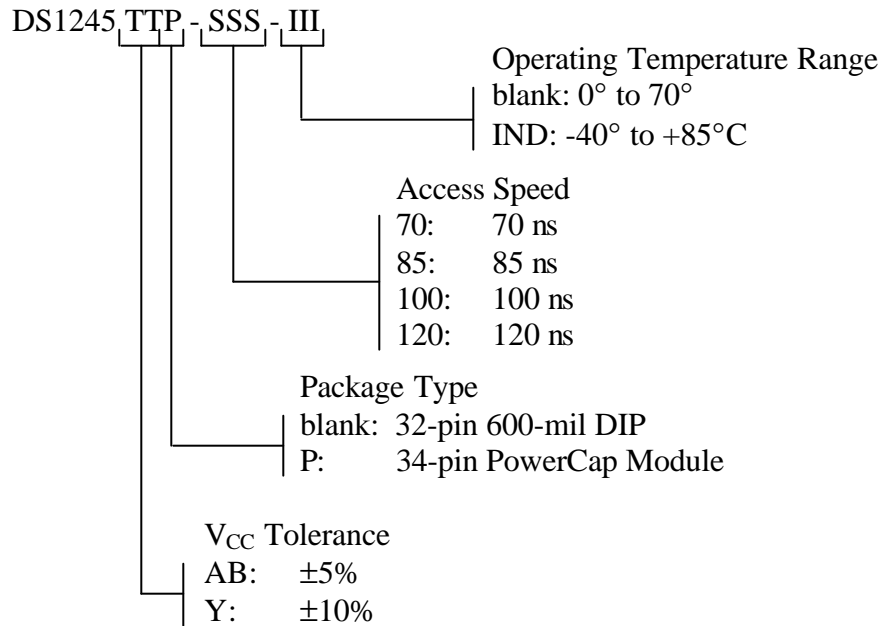 DS1245 TTP - SSS - III
Operating Temperature Range
blank: 0° to 70°
IND: -40° to +85°C
Access Speed
70: 70 ns
85: 85 ns
100: 100 ns
120: 120 ns
Package Type
blank: 32-pin 600-mil DIP
P: 34-pin PowerCap Module
VCC Tolerance
AB: ±5%
Y: ±10%